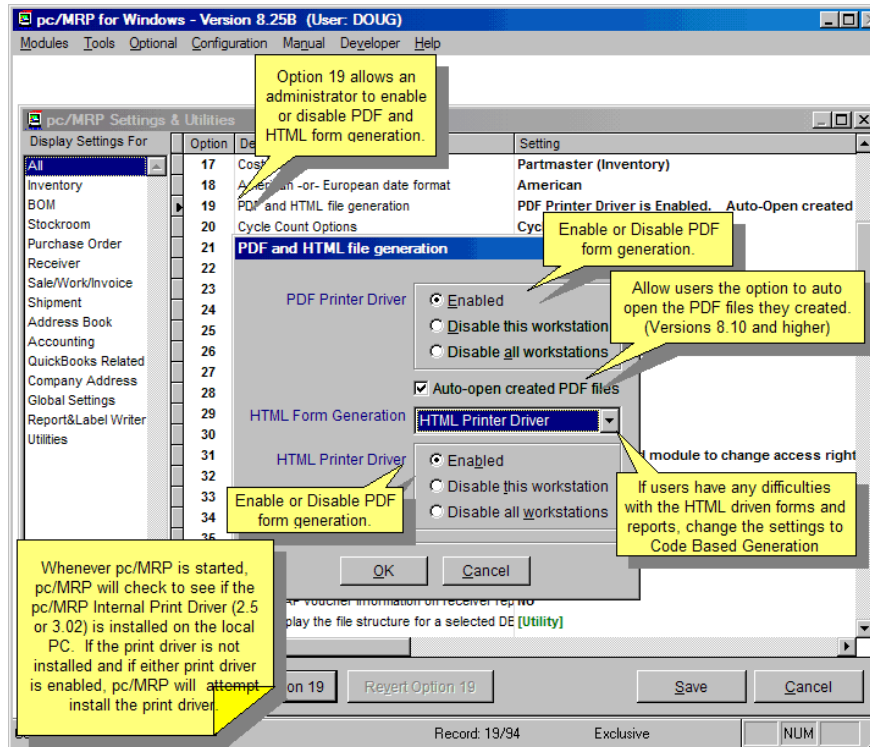 pc/MRP for Windows - Version 8.25B (User: DOUG)
Modules Tools Optional Configuration Manual Developer Help
Option 19 allows an
administrator to enable
or disable PDF and
HTML form generation.
pc/MRP Settings & Utilities
Display Settings For
Option
Setting
All
Inventory
BOM
Stockroom
Purchase Order
Receiver
Sale/Work/Invoice
Shipment
Address Book
Accounting
QuickBooks Related
Company Address
Global Settings
Report&Label Writer
Utilities
17 Cost Partmaster (Inventory)
18 American -or- European date format American
19 PDF and HTML file generation PDF Printer Driver is Enabled. Auto-Open created
20 Cycle Count Options
21
22
23
24
25
26
27
28
29
30
31
32
33
34
35
Enable or Disable PDF
form generation.
PDF and HTML file generation
Allow users the option to auto
open the PDF files they created.
(Versions 8.10 and higher)
PDF Printer Driver
Enabled
Disable this workstation
Disable all workstations
Auto-open created PDF files
HTML Form Generation
HTML Printer Driver
HTML Printer Driver
Enabled
Disable this workstation
Disable all workstations
module to change access right
Enable or Disable PDF
form generation.
If users have any difficulties
with the HTML driven forms and
reports, change the settings to
Code Based Generation
OK Cancel
Whenever pc/MRP is started,
pc/MRP will check to see if the
pc/MRP Internal Print Driver (2.5
or 3.02) is installed on the local
PC. If the print driver is not
installed and if either print driver
is enabled, pc/MRP will attempt
install the print driver.
voucher information on receiver NO
play the file structure for a selected DE [Utility]
on 19 Revert Option 19 Save Cancel
Record: 19/94 Exclusive NUM